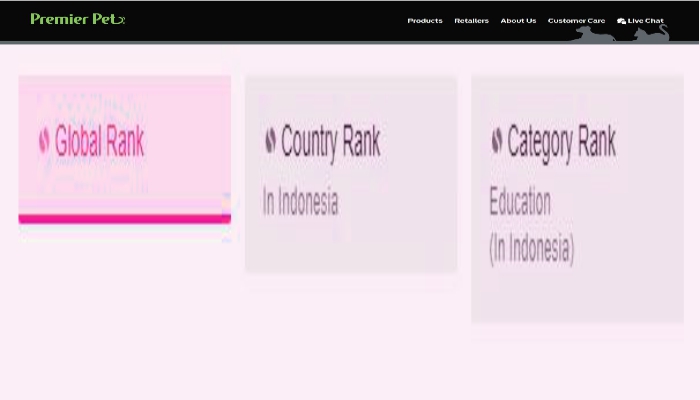 Premier Pet
Products Retailers About Us Customer Care Live Chat
Global Rank
Country Rank
In Indonesia
Category Rank
Education
(In Indonesia)